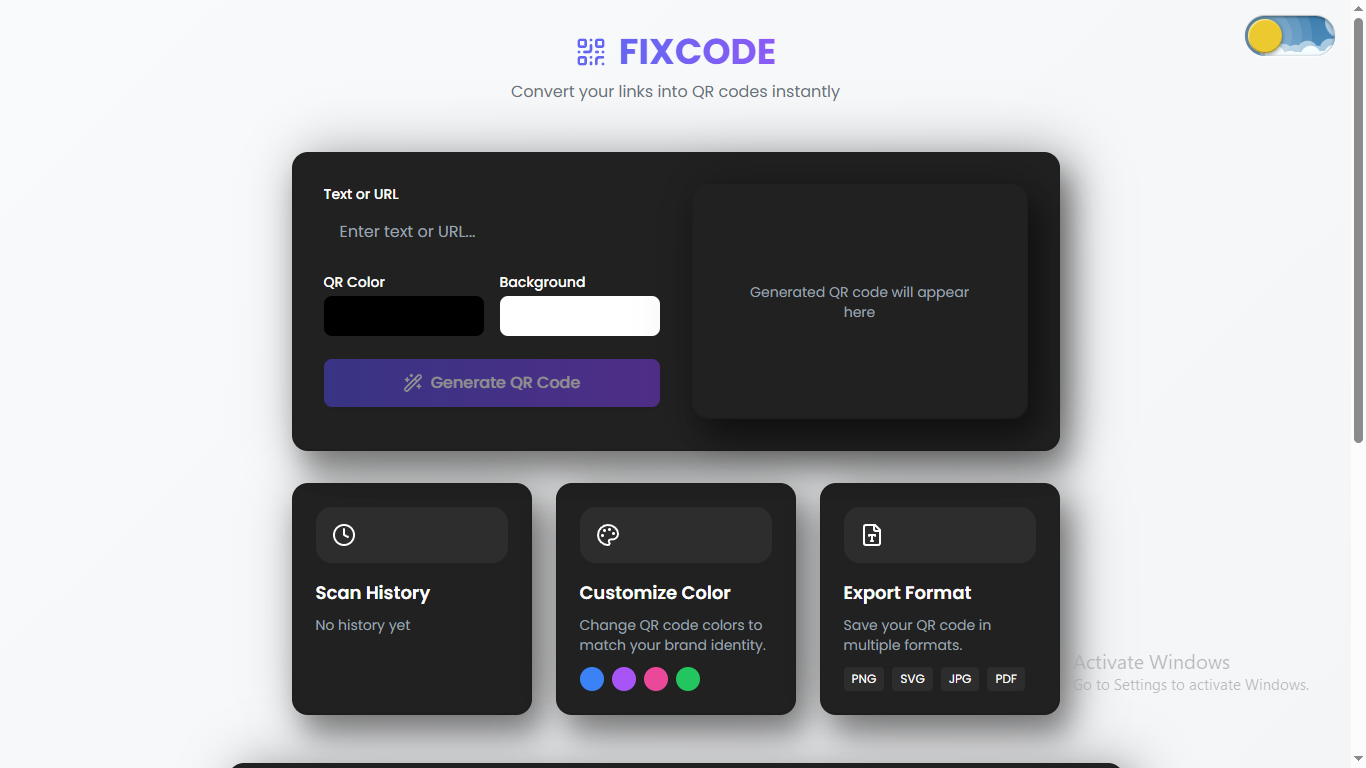 FIXCODE
Convert your links into QR codes instantly
Text or URL
Enter text or URL...
QR Color
Background
Generate QR Code
Generated QR code will appear
here
Scan History
No history yet
Customize Color
Change QR code colors to
match your brand identity.
Export Format
Save your QR code in
multiple formats.
PNG SVG JPG PDF
Activate Windows
Go to Settings to activate Windows.